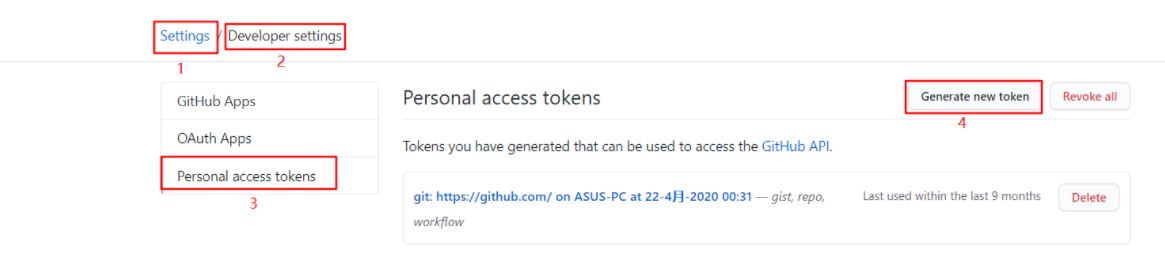 Settings / Developer settings
1 2
GitHub Apps
OAuth Apps
Personal access tokens
3
Personal access tokens
Generate new token
Revoke all
4
Tokens you have generated that can be used to access the GitHub API.
git: https://github.com/ on ASUS-PC at 22-4月-2020 00:31 — gist, repo,
workflow
Last used within the last 9 months
Delete